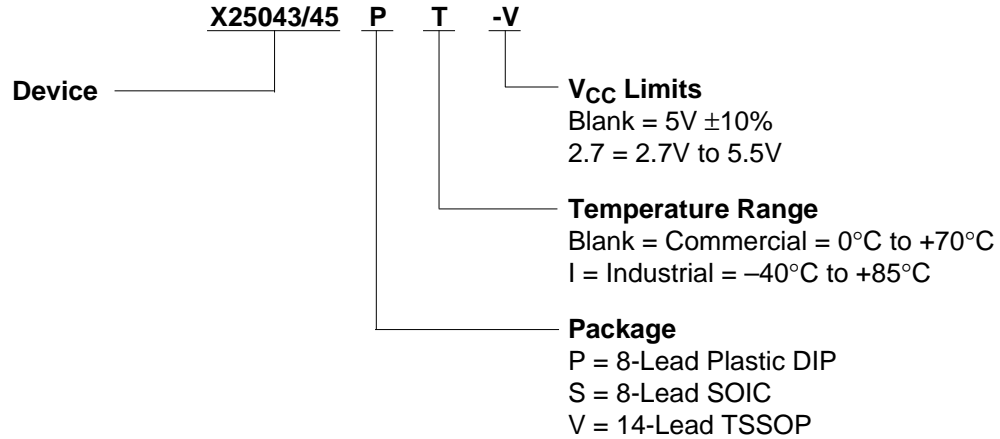 X25043/45 P T -V
Device
VCC Limits
Blank = 5V ±10%
2.7 = 2.7V to 5.5V
Temperature Range
Blank = Commercial = 0°C to +70°C
I = Industrial = –40°C to +85°C
Package
P = 8-Lead Plastic DIP
S = 8-Lead SOIC
V = 14-Lead TSSOP